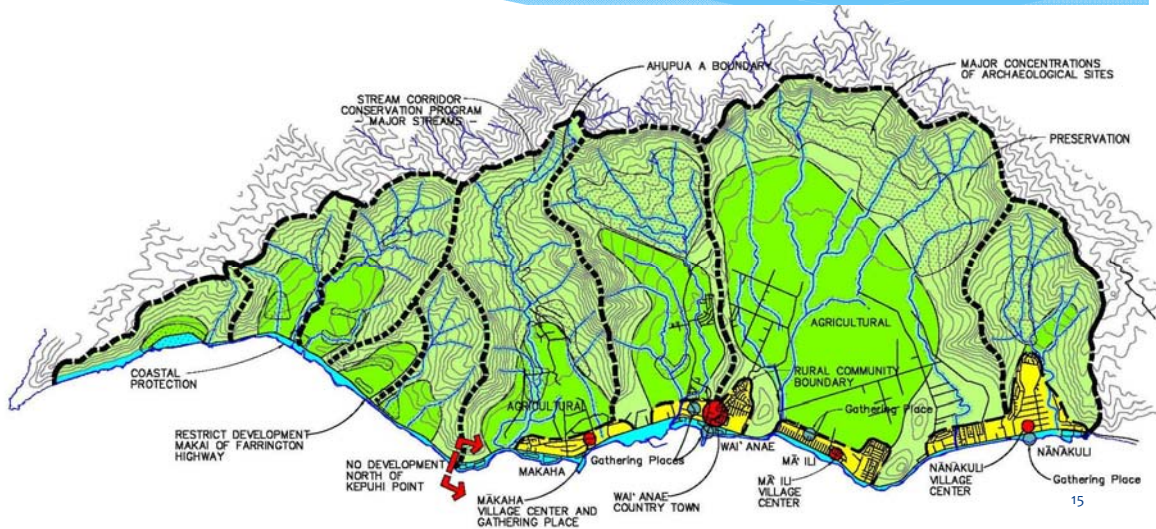 AHUPUA A BOUNDARY
MAJOR CONCENTRATIONS
OF ARCHAEOLOGICAL SITES
STREAM CORRIDOR
CONSERVATION PROGRAM
- MAJOR STREAMS -
PRESERVATION
COASTAL
PROTECTION
AGRICULTURAL
RURAL COMMUNITY
BOUNDARY
RESTRICT DEVELOPMENT
MAKAI OF FARRINGTON
HIGHWAY
AGRICULTURAL
Gathering Place
NO DEVELOPMENT
NORTH OF
KEPUHI POINT
MAKAHA
Gathering Places
WAI' ANAE
MĀ' ILI
NĀNAKULI
MĀKAHA
VILLAGE CENTER AND
GATHERING PLACE
WAI' ANAE
COUNTRY TOWN
MĀ' ILI
VILLAGE
CENTER
NĀNAKULI
VILLAGE
CENTER
Gathering Place
15